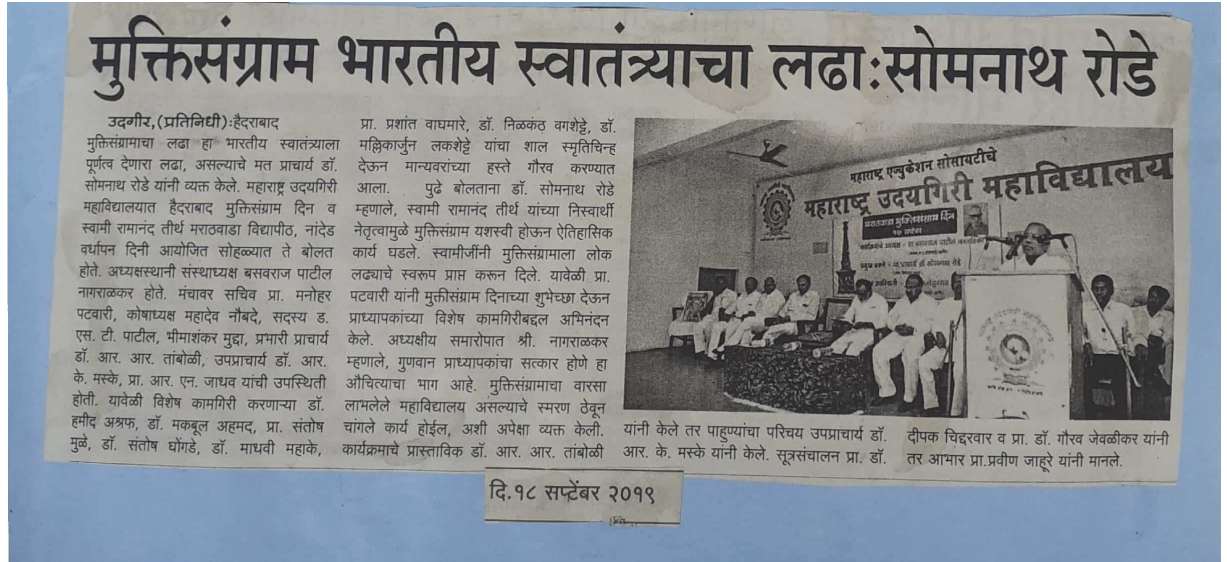 मुक्तिसंग्राम भारतीय स्वातंत्र्याचा लढा:सोमनाथ रोडे
उदगीर,(प्रतिनिधी):हैदराबाद
मुक्तिसंग्रामाचा लढा हा भारतीय स्वातंत्र्याला
पूर्णत्व देणारा लढा, असल्याचे मत प्राचार्य डॉ.
सोमनाथ रोडे यांनी व्यक्त केले. महाराष्ट्र उदयगिरी
महाविद्यालयात हैदराबाद मुक्तिसंग्राम दिन व
स्वामी रामानंद तीर्थ मराठवाडा विद्यापीठ, नांदेड
वर्धापन दिनी आयोजित सोहळ्यात ते बोलत
होते. अध्यक्षस्थानी संस्थाध्यक्ष बसवराज पाटील
नागराळकर होते. मंचावर सचिव प्रा. मनोहर
पटवारी, कोषाध्यक्ष महादेव नौबदे, सदस्य ड.
एस. टी. पाटील, भीमाशंकर मुद्दा, प्रभारी प्राचार्य
डॉ. आर. आर. तांबोळी, उपप्राचार्य डॉ. आर.
के. मस्के, प्रा. आर. एन. जाधव यांची उपस्थिती
होती. यावेळी विशेष कामगिरी करणाऱ्या डॉ.
हमीद अश्रफ, डॉ. मकबूल अहमद, प्रा. संतोष
मुळे, डॉ. संतोष घोंगडे, डॉ. माधवी महाके,
प्रा. प्रशांत वाघमारे, डॉ. निळकंठ वगशेट्टे, डॉ.
मल्लिकार्जुन लकशेट्टे यांचा शाल स्मृतिचिन्ह
देऊन मान्यवरांच्या हस्ते गौरव करण्यात
आला. पुढे बोलताना डॉ. सोमनाथ रोडे
म्हणाले, स्वामी रामानंद तीर्थ यांच्या निस्वार्थी
नेतृत्वामुळे मुक्तिसंग्राम यशस्वी होऊन ऐतिहासिक
कार्य घडले. स्वामीजींनी मुक्तिसंग्रामाला लोक
लढ्याचे स्वरूप प्राप्त करून दिले. यावेळी प्रा.
पटवारी यांनी मुक्तीसंग्राम दिनाच्या शुभेच्छा देऊन
प्राध्यापकांच्या विशेष कामगिरीबद्दल अभिनंदन
केले. अध्यक्षीय समारोपात श्री. नागराळकर
म्हणाले, गुणवान प्राध्यापकांचा सत्कार होणे हा
औचित्याचा भाग आहे. मुक्तिसंग्रामाचा वारसा
लाभलेले महाविद्यालय असल्याचे स्मरण ठेवून
चांगले कार्य होईल, अशी अपेक्षा व्यक्त केली.
कार्यक्रमाचे प्रास्ताविक डॉ. आर. आर. तांबोळी
महाराष्ट्र एज्युकेशन सोसायटीचे
महाराष्ट्र उदयगिरी महाविद्यालय
मराठवाडा मुक्तिसंग्राम दिन
१७ सप्टेंबर
यांनी केले तर पाहुण्यांचा परिचय उपप्राचार्य डॉ.
आर. के. मस्के यांनी केले. सूत्रसंचालन प्रा. डॉ.
दीपक चिद्दरवार व प्रा. डॉ. गौरव जेवळीकर यांनी
तर आभार प्रा.प्रवीण जाहूरे यांनी मानले.
दि.१८ सप्टेंबर २०१९